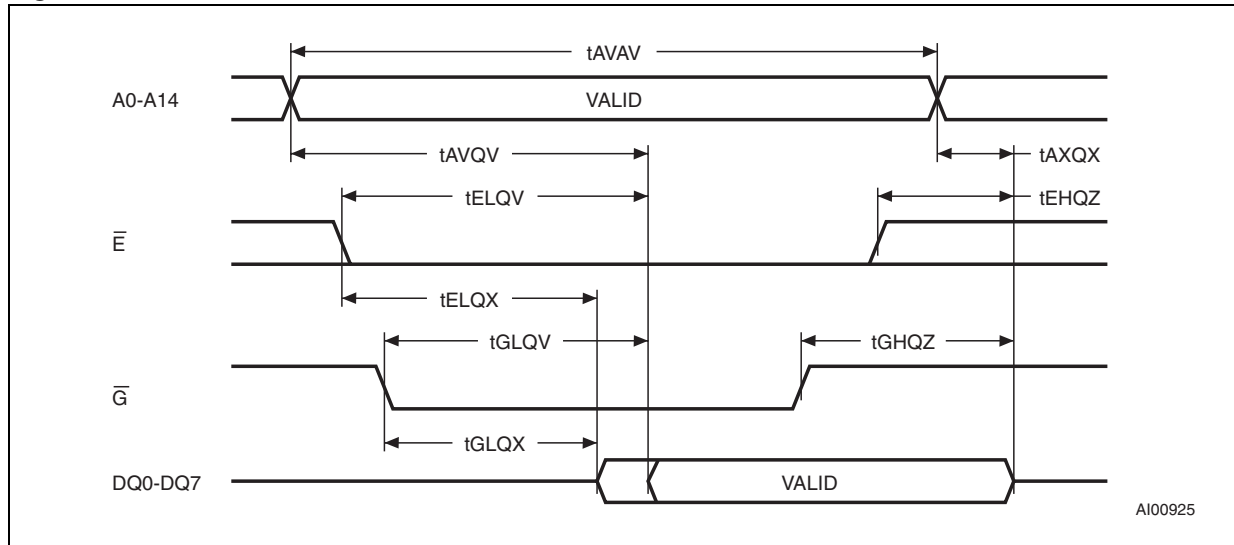 tAVAV
A0-A14
VALID
tAVQV
tAXQX
tELQV
tEHQZ
E̅
tELQX
tGLQV
tGHQZ
G̅
tGLQX
DQ0-DQ7
VALID
AI00925